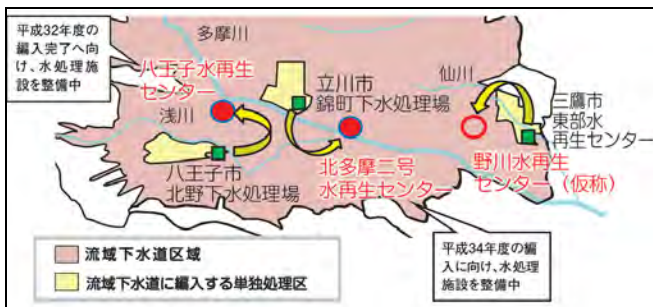 平成32年度の
編入完了へ向
け、水処理施
設を整備中
多摩川
八王子水再生
センター
浅川
立川市
錦町下水処理場
仙川
三鷹市
東部水
再生センター
八王子市
北野下水処理場
北多摩二号
水再生センター
野川水再生
センター(仮称)
流域下水道区域
流域下水道に編入する単独処理区
平成34年度の編
入に向け、水処理
施設を整備中